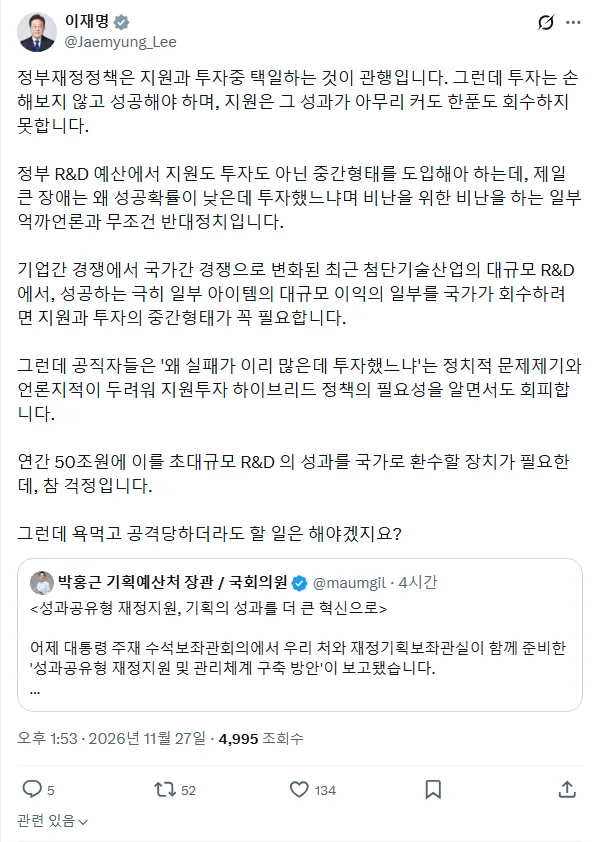 이재명
@Jaemyung_Lee
정부재정정책은 지원과 투자중 택일하는 것이 관행입니다. 그런데 투자는 손
해보지 않고 성공해야 하며, 지원은 그 성과가 아무리 커도 한푼도 회수하지
못합니다.
정부 R&D 예산에서 지원도 투자도 아닌 중간형태를 도입해아 하는데, 제일
큰 장애는 왜 성공확률이 낮은데 투자했느냐며 비난을 위한 비난을 하는 일부
억까언론과 무조건 반대정치입니다.
기업간 경쟁에서 국가간 경쟁으로 변화된 최근 첨단기술산업의 대규모 R&D
에서, 성공하는 극히 일부 아이템의 대규모 이익의 일부를 국가가 회수하려
면 지원과 투자의 중간형태가 꼭 필요합니다.
그런데 공직자들은 '왜 실패가 이리 많은데 투자했느냐'는 정치적 문제제기와
언론지적이 두려워 지원투자 하이브리드 정책의 필요성을 알면서도 회피합
니다.
연간 50조원에 이를 초대규모 R&D 의 성과를 국가로 환수할 장치가 필요한
데, 참 걱정입니다.
그런데 욕먹고 공격당하더라도 할 일은 해야겠지요?
박홍근 기획예산처 장관 / 국회의원 @maumgil · 4시간
<성과공유형 재정지원, 기획의 성과를 더 큰 혁신으로>
어제 대통령 주재 수석보좌관회의에서 우리 처와 재정기획보좌관실이 함께 준비한
'성과공유형 재정지원 및 관리체계 구축 방안'이 보고됐습니다.
...
오후 1:53 · 2026년 11월 27일 · 4,995 조회수
5 52 134
관련 있음